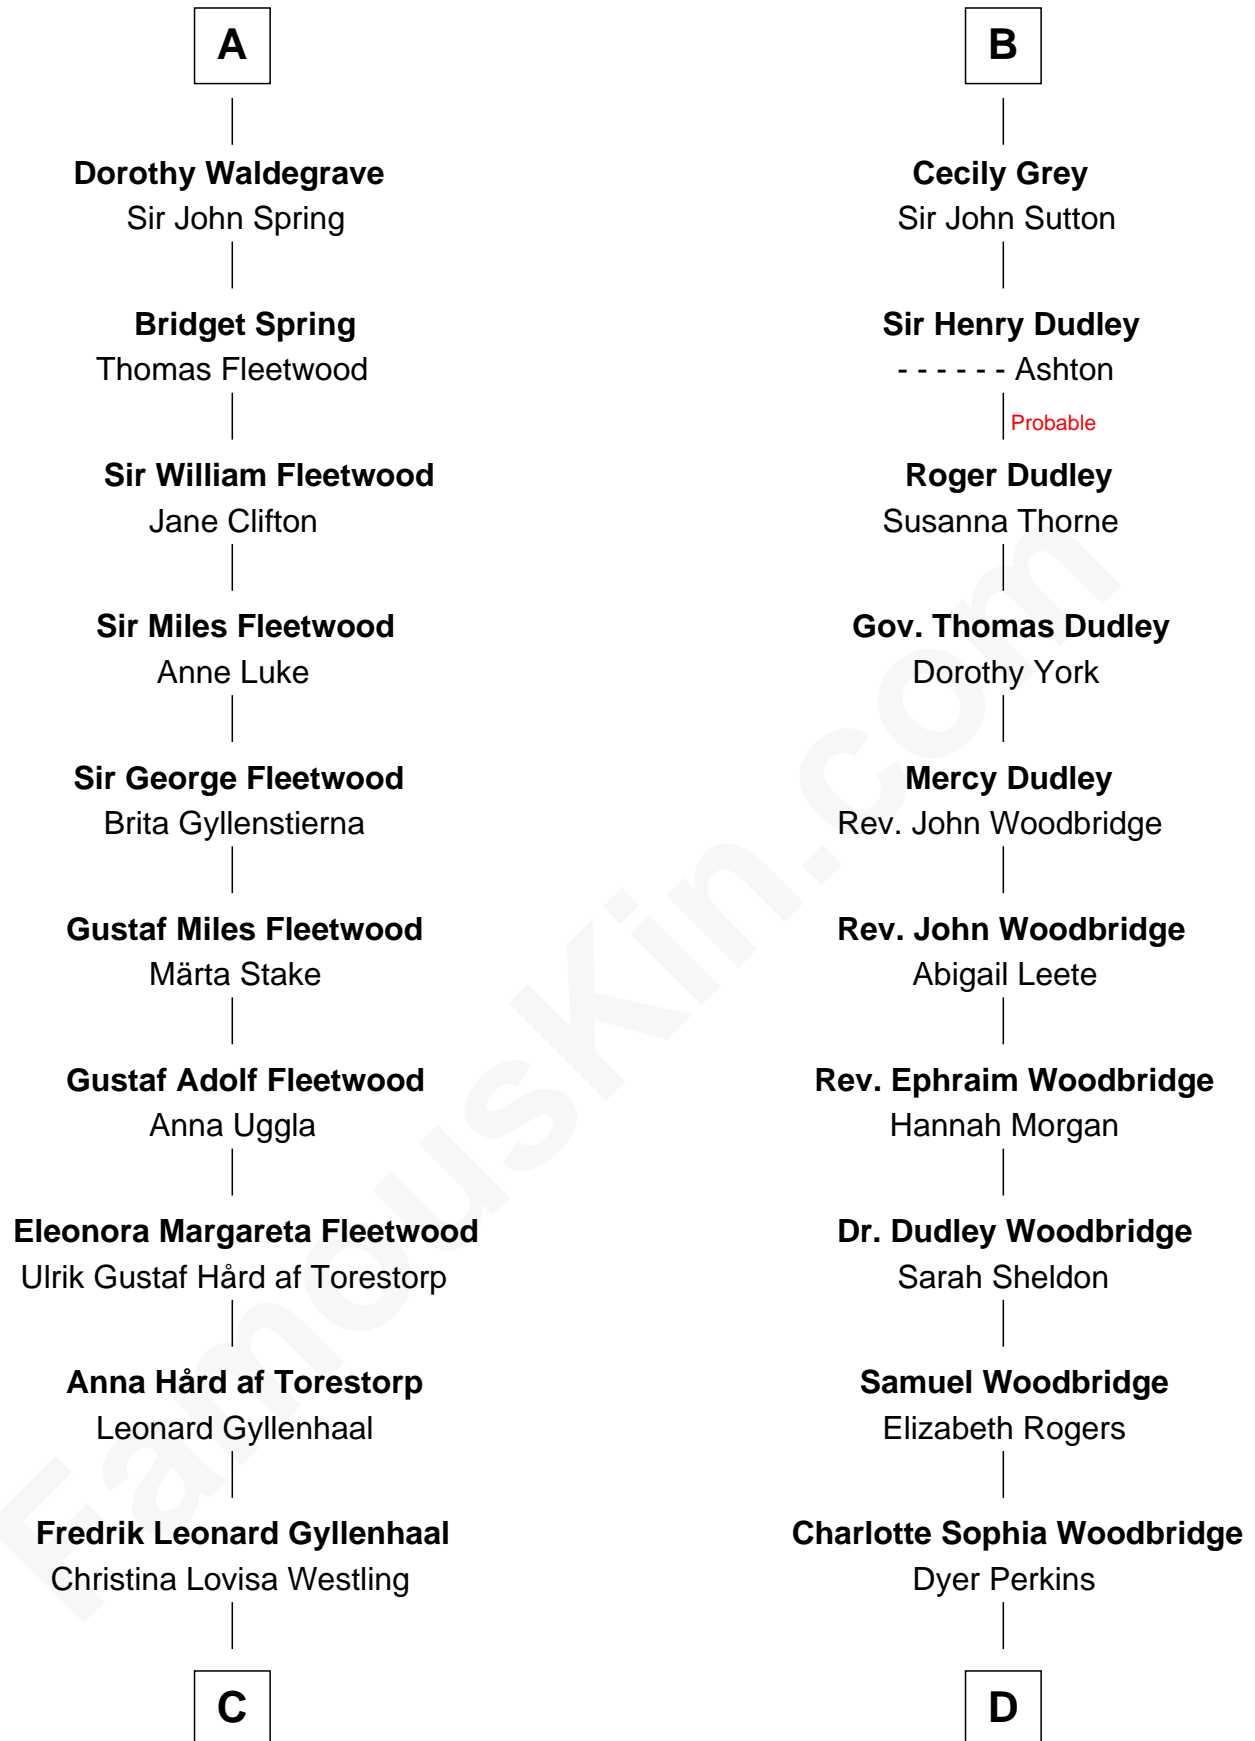 A
Dorothy Waldegrave
Sir John Spring
Bridget Spring
Thomas Fleetwood
Sir William Fleetwood
Jane Clifton
Sir Miles Fleetwood
Anne Luke
Sir George Fleetwood
Brita Gyllenstierna
Gustaf Miles Fleetwood
Märta Stake
Gustaf Adolf Fleetwood
Anna Uggla
Eleonora Margareta Fleetwood
Ulrik Gustaf Hård af Torestorp
Anna Hård af Torestorp
Leonard Gyllenhaal
Fredrik Leonard Gyllenhaal
Christina Lovisa Westling
C
B
Cecily Grey
Sir John Sutton
Sir Henry Dudley
- - - - - - Ashton
Probable
Roger Dudley
Susanna Thorne
Gov. Thomas Dudley
Dorothy York
Mercy Dudley
Rev. John Woodbridge
Rev. John Woodbridge
Abigail Leete
Rev. Ephraim Woodbridge
Hannah Morgan
Dr. Dudley Woodbridge
Sarah Sheldon
Samuel Woodbridge
Elizabeth Rogers
Charlotte Sophia Woodbridge
Dyer Perkins
D
FamousKin.com